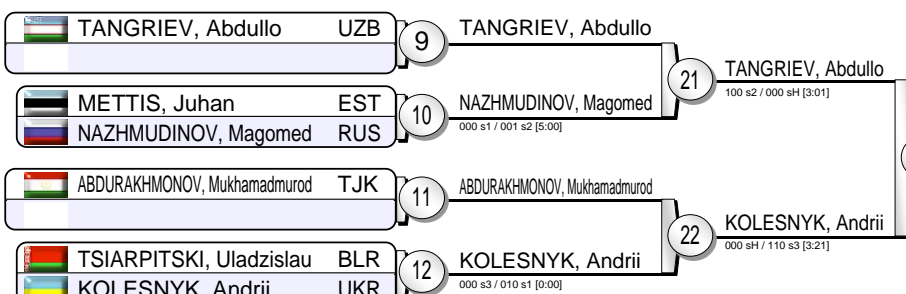 TANGRIEV, Abdullo UZB
9
TANGRIEV, Abdullo
METTIS, Juhan EST
NAZHMUDINOV, Magomed RUS
10
NAZHMUDINOV, Magomed
000 s1 / 001 s2 [5:00]
21
TANGRIEV, Abdullo
100 s2 / 000 sH [3:01]
ABDURAKHMONOV, Mukhamadmurod TJK
11
ABDURAKHMONOV, Mukhamadmurod
TSIARPITSKI, Uladzislau BLR
KOLESNYK, Andrii UKR
12
KOLESNYK, Andrii
000 s3 / 010 s1 [0:00]
22
KOLESNYK, Andrii
000 sH / 110 s3 [3:21]